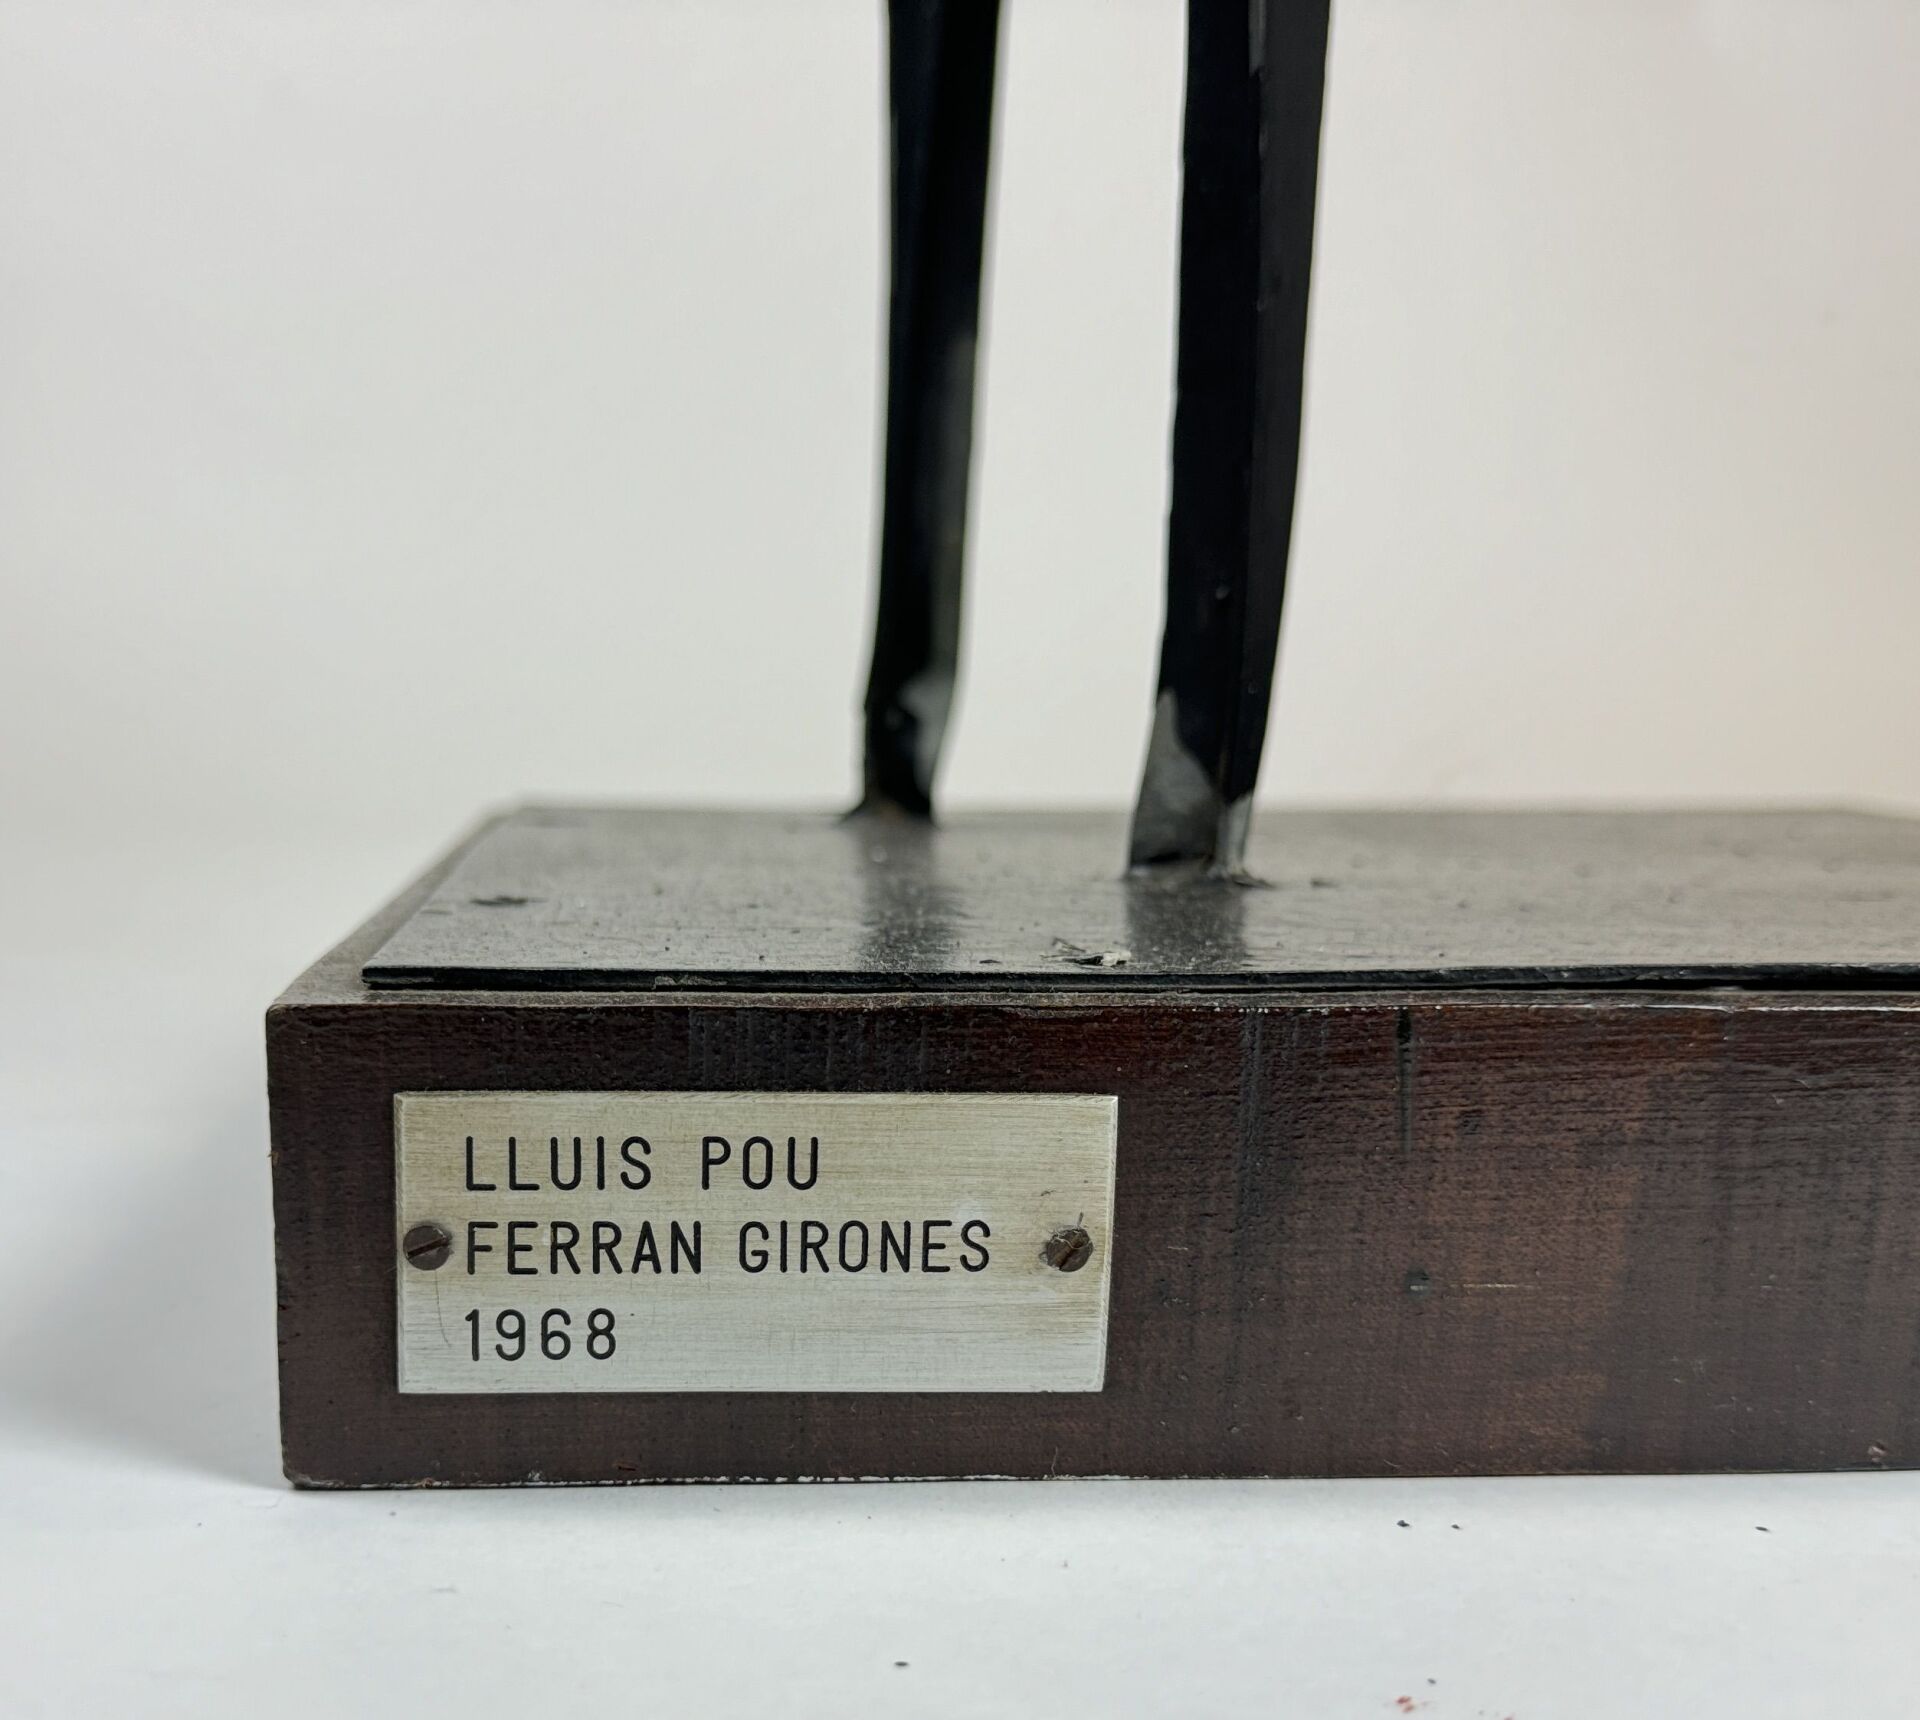 LLUIS POU
FERRAN GIRONES
1968